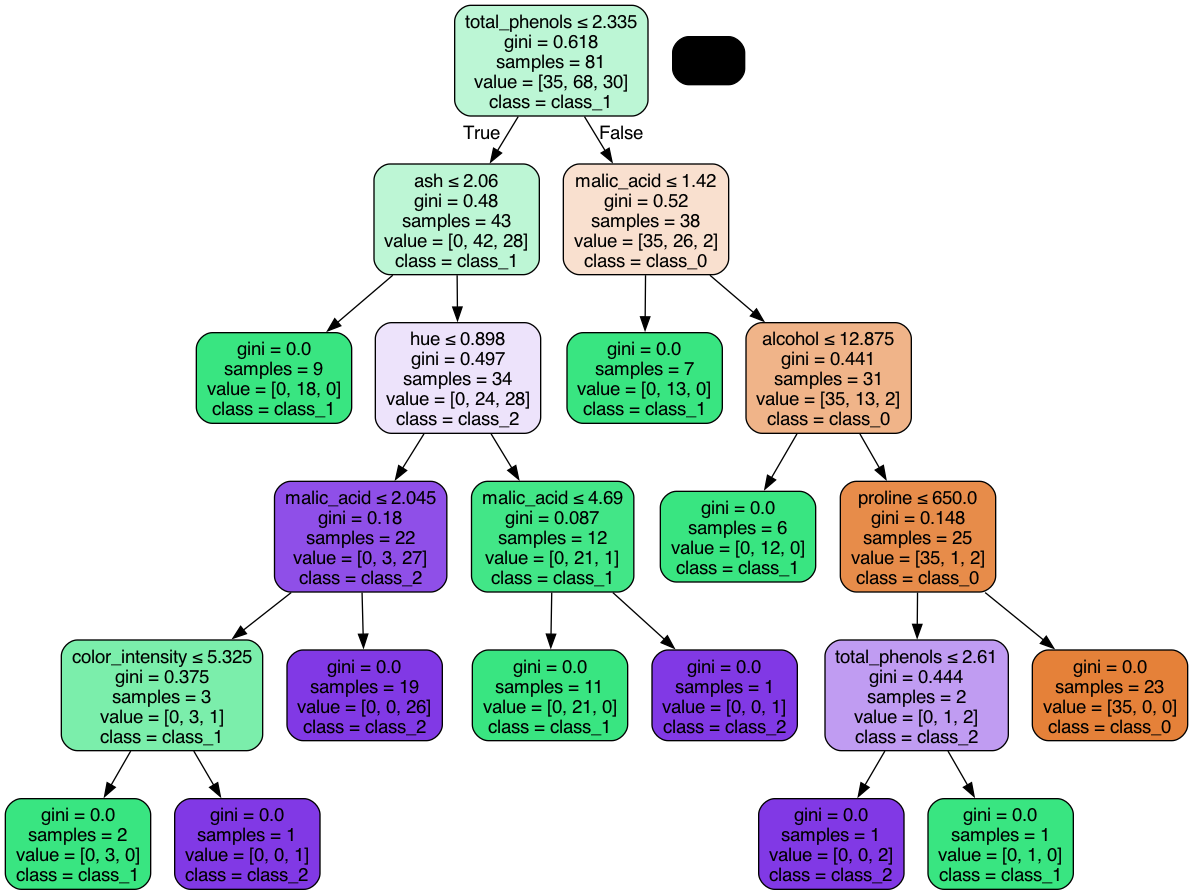 total_phenols ≤ 2.335
gini = 0.618
samples = 81
value = [35, 68, 30]
class = class_1
True
False
ash ≤ 2.06
gini = 0.48
samples = 43
value = [0, 42, 28]
class = class_1
malic_acid ≤ 1.42
gini = 0.52
samples = 38
value = [35, 26, 2]
class = class_0
gini = 0.0
samples = 9
value = [0, 18, 0]
class = class_1
hue ≤ 0.898
gini = 0.497
samples = 34
value = [0, 24, 28]
class = class_2
gini = 0.0
samples = 7
value = [0, 13, 0]
class = class_1
alcohol ≤ 12.875
gini = 0.441
samples = 31
value = [35, 13, 2]
class = class_0
malic_acid ≤ 2.045
gini = 0.18
samples = 22
value = [0, 3, 27]
class = class_2
malic_acid ≤ 4.69
gini = 0.087
samples = 12
value = [0, 21, 1]
class = class_1
gini = 0.0
samples = 6
value = [0, 12, 0]
class = class_1
proline ≤ 650.0
gini = 0.148
samples = 25
value = [35, 1, 2]
class = class_0
color_intensity ≤ 5.325
gini = 0.375
samples = 3
value = [0, 3, 1]
class = class_1
gini = 0.0
samples = 19
value = [0, 0, 26]
class = class_2
gini = 0.0
samples = 11
value = [0, 21, 0]
class = class_1
gini = 0.0
samples = 1
value = [0, 0, 1]
class = class_2
total_phenols ≤ 2.61
gini = 0.444
samples = 2
value = [0, 1, 2]
class = class_2
gini = 0.0
samples = 23
value = [35, 0, 0]
class = class_0
gini = 0.0
samples = 2
value = [0, 3, 0]
class = class_1
gini = 0.0
samples = 1
value = [0, 0, 1]
class = class_2
gini = 0.0
samples = 1
value = [0, 0, 2]
class = class_2
gini = 0.0
samples = 1
value = [0, 1, 0]
class = class_1